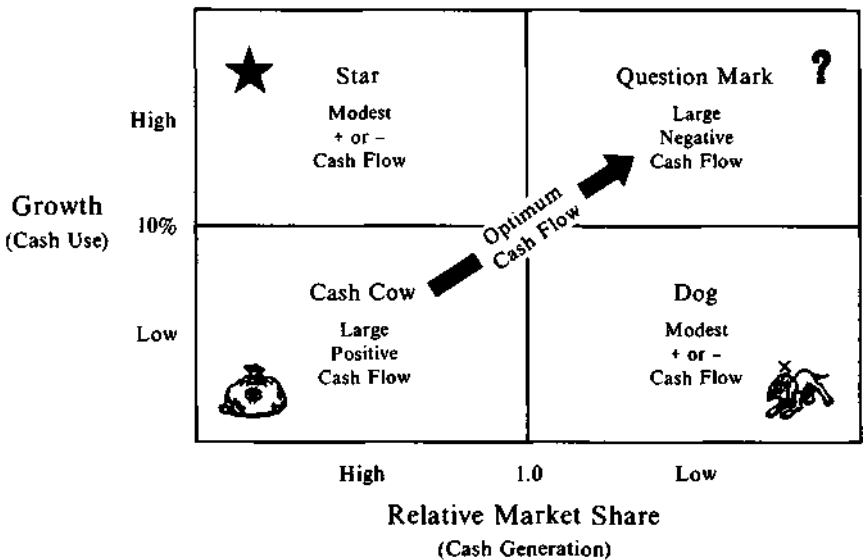 Star
Modest
+ or –
Cash Flow
Question Mark
?
Large
Negative
Cash Flow
High
Growth
(Cash Use)
10%
Optimum
Cash Flow
Cash Cow
Large
Positive
Cash Flow
Dog
Modest
+ or –
Cash Flow
Low
High
1.0
Low
Relative Market Share
(Cash Generation)